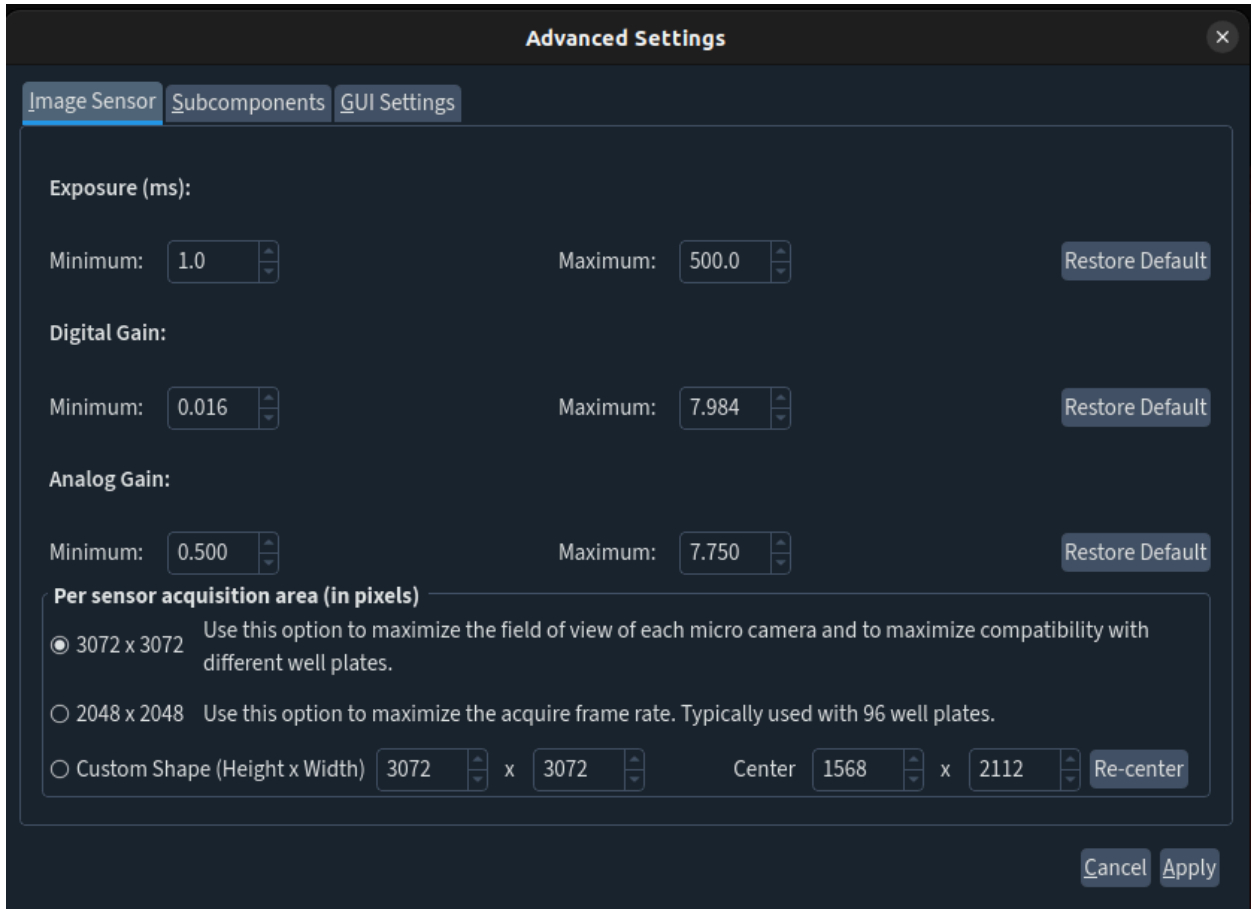 Advanced Settings
Image Sensor Subcomponents GUI Settings
Exposure (ms):
Minimum: 1.0 Maximum: 500.0 Restore Default
Digital Gain:
Minimum: 0.016 Maximum: 7.984 Restore Default
Analog Gain:
Minimum: 0.500 Maximum: 7.750 Restore Default
Per sensor acquisition area (in pixels)
3072 x 3072 Use this option to maximize the field of view of each micro camera and to maximize compatibility with
different well plates.
2048 x 2048 Use this option to maximize the acquire frame rate. Typically used with 96 well plates.
Custom Shape (Height x Width) 3072 x 3072 Center 1568 x 2112 Re-center
Cancel Apply